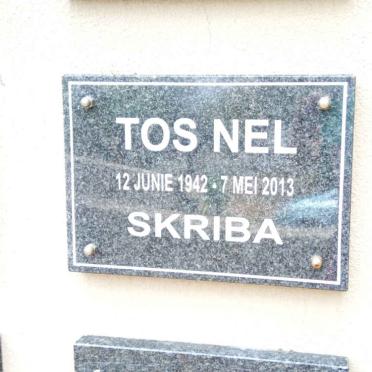 TOS NEL
12 JUNIE 1942 - 7 MEI 2013
SKRIBA